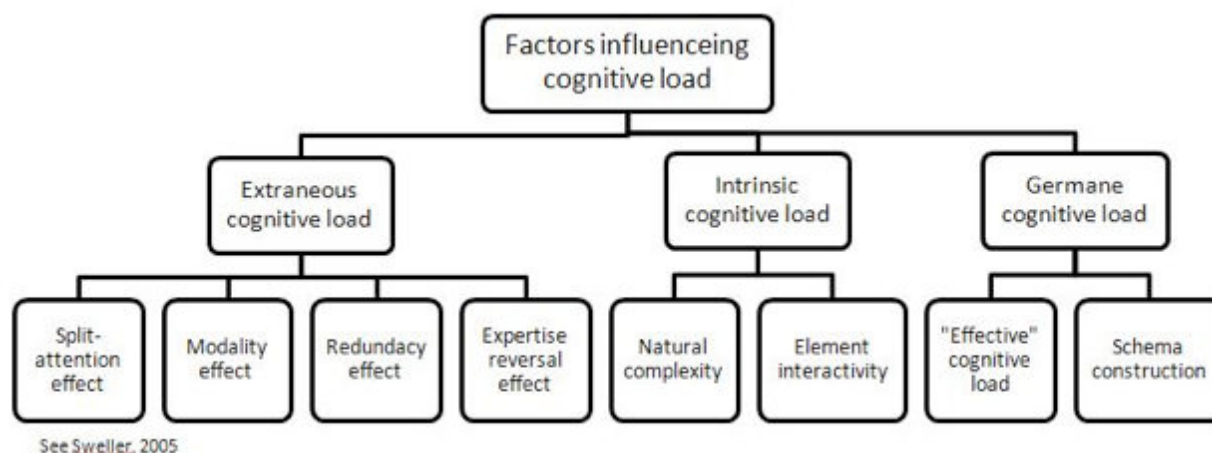 Factors influenceing
cognitive load
Extraneous
cognitive load
Intrinsic
cognitive load
Germane
cognitive load
Split-
attention
effect
Modality
effect
Redundacy
effect
Expertise
reversal
effect
Natural
complexity
Element
interactivity
"Effective"
cognitive
load
Schema
construction
See Sweller, 2005